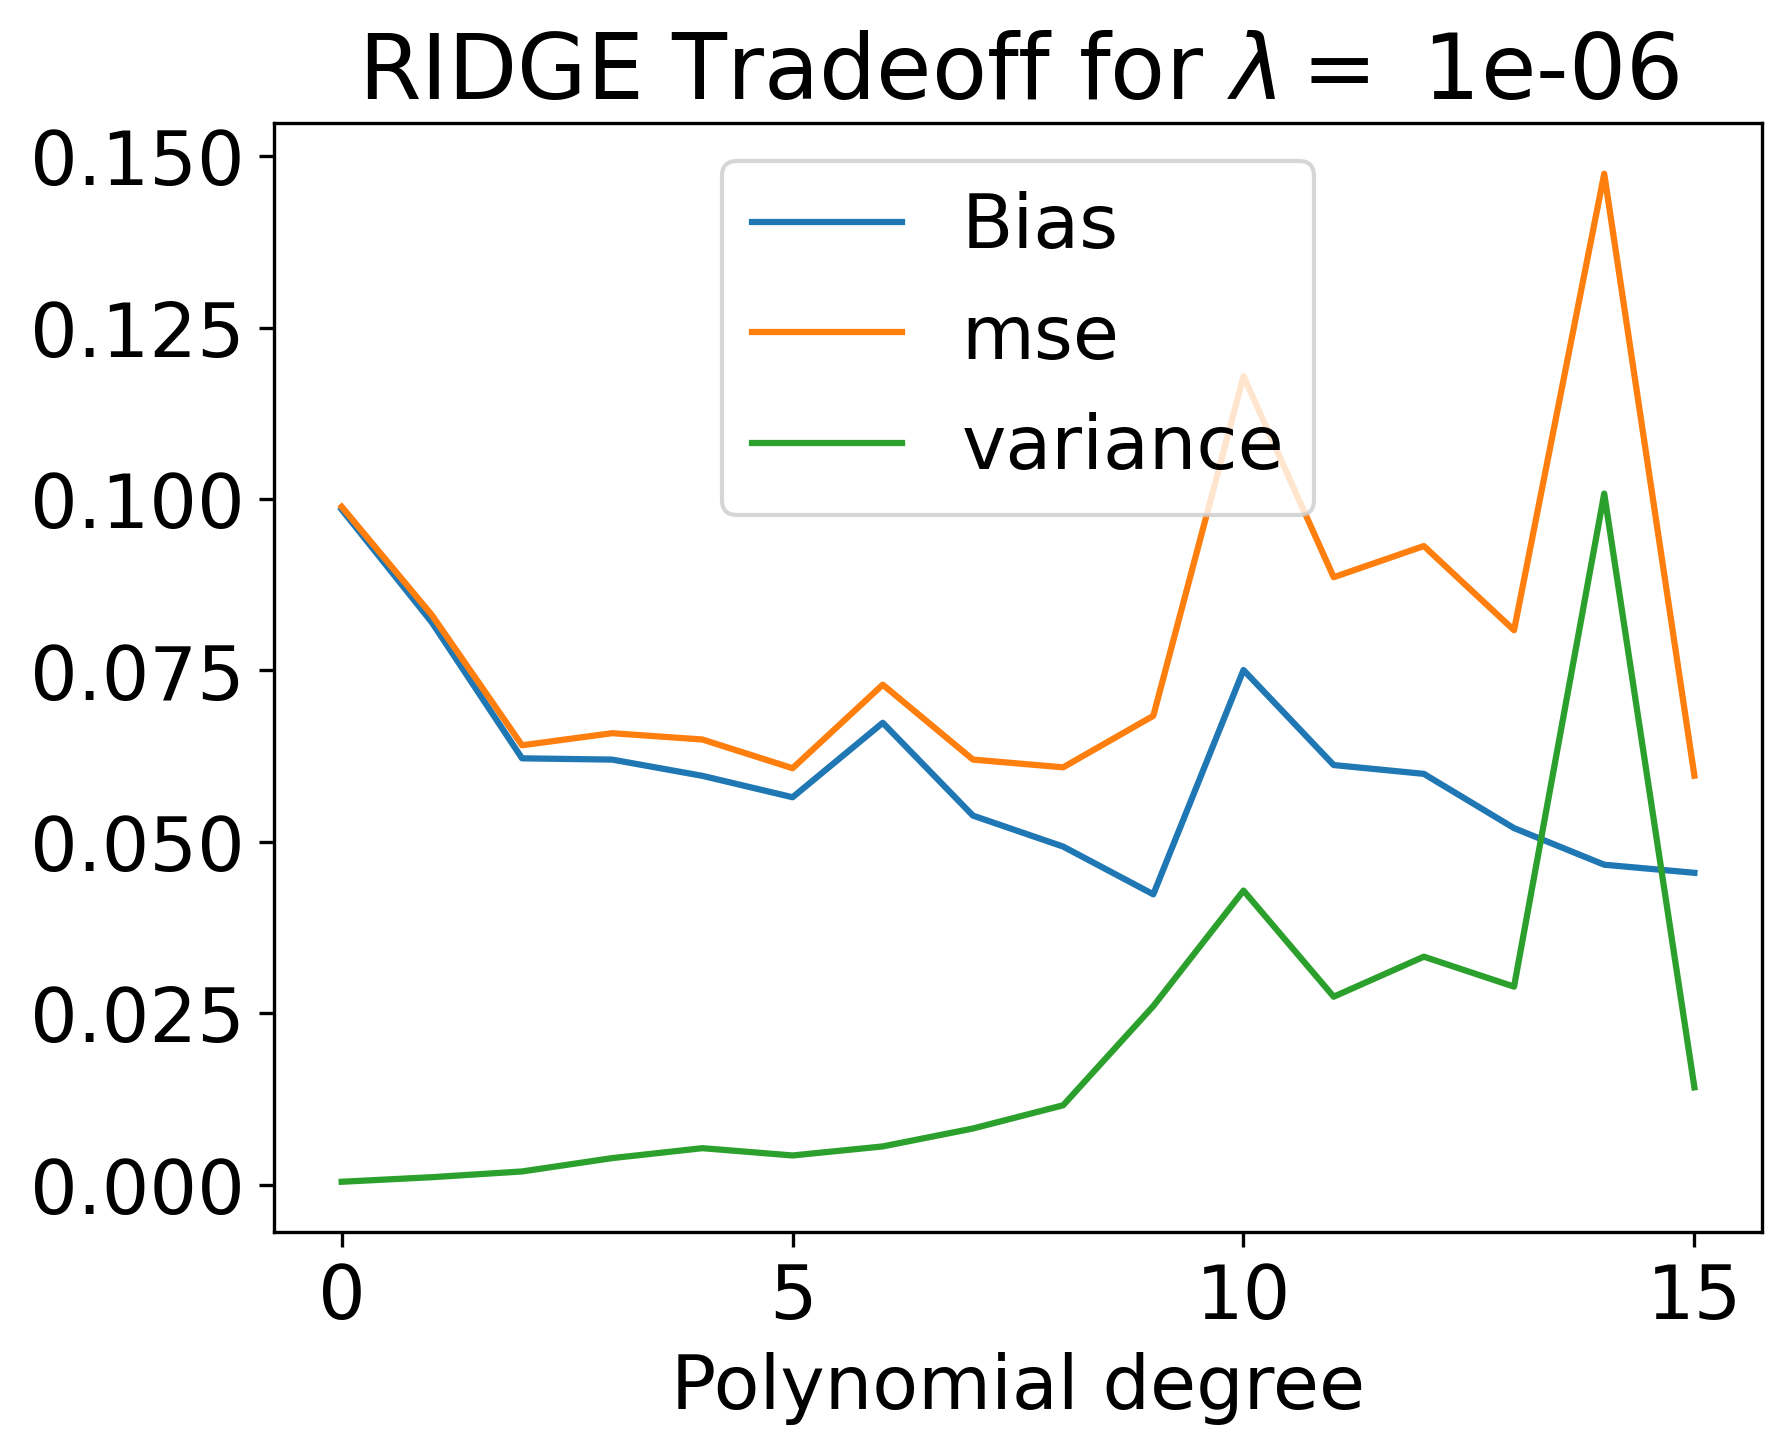 RIDGE Tradeoff for λ = 1e-06
0.150
0.125
0.100
0.075
0.050
0.025
0.000
Bias
mse
variance
0 5 10 15
Polynomial degree